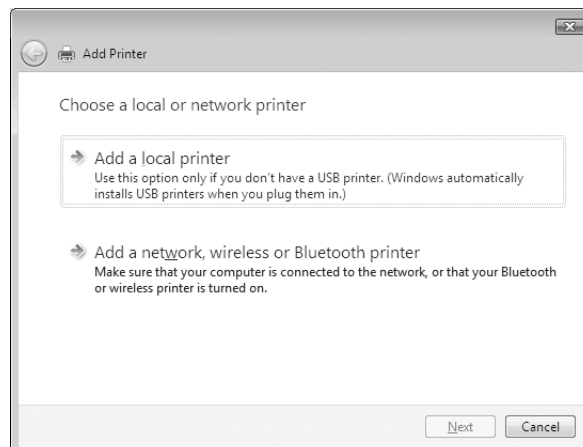 Add Printer
Choose a local or network printer
Add a local printer
Use this option only if you don't have a USB printer. (Windows automatically
installs USB printers when you plug them in.)
Add a network, wireless or Bluetooth printer
Make sure that your computer is connected to the network, or that your Bluetooth
or wireless printer is turned on.
Next Cancel